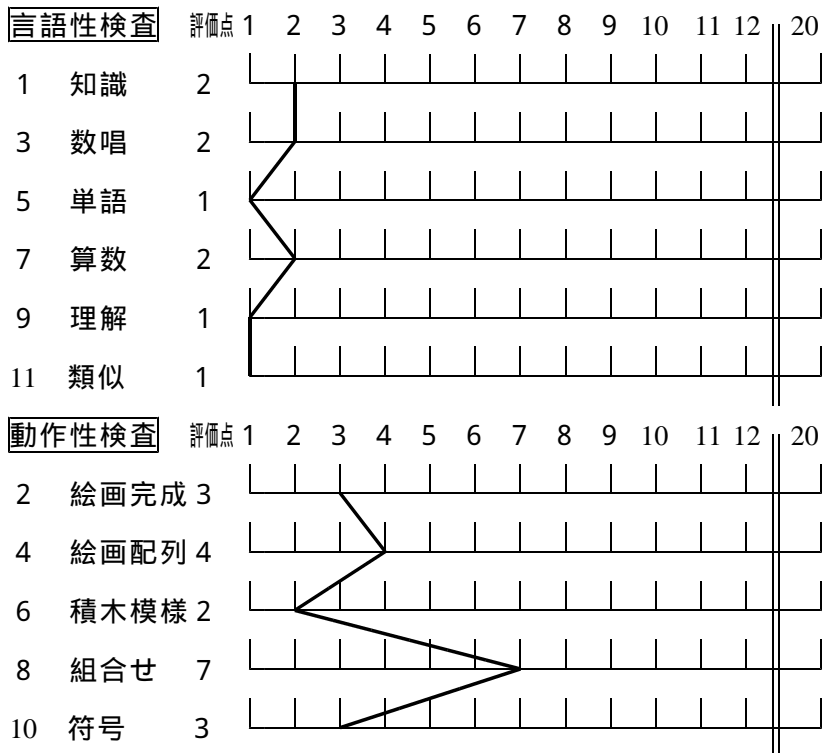 言語性検査 評価点 1 2 3 4 5 6 7 8 9 10 11 12 20
1 知識 2
3 数唱 2
5 単語 1
7 算数 2
9 理解 1
11 類似 1
動作性検査 評価点 1 2 3 4 5 6 7 8 9 10 11 12 20
2 絵画完成 3
4 絵画配列 4
6 積木模様 2
8 組合せ 7
10 符号 3